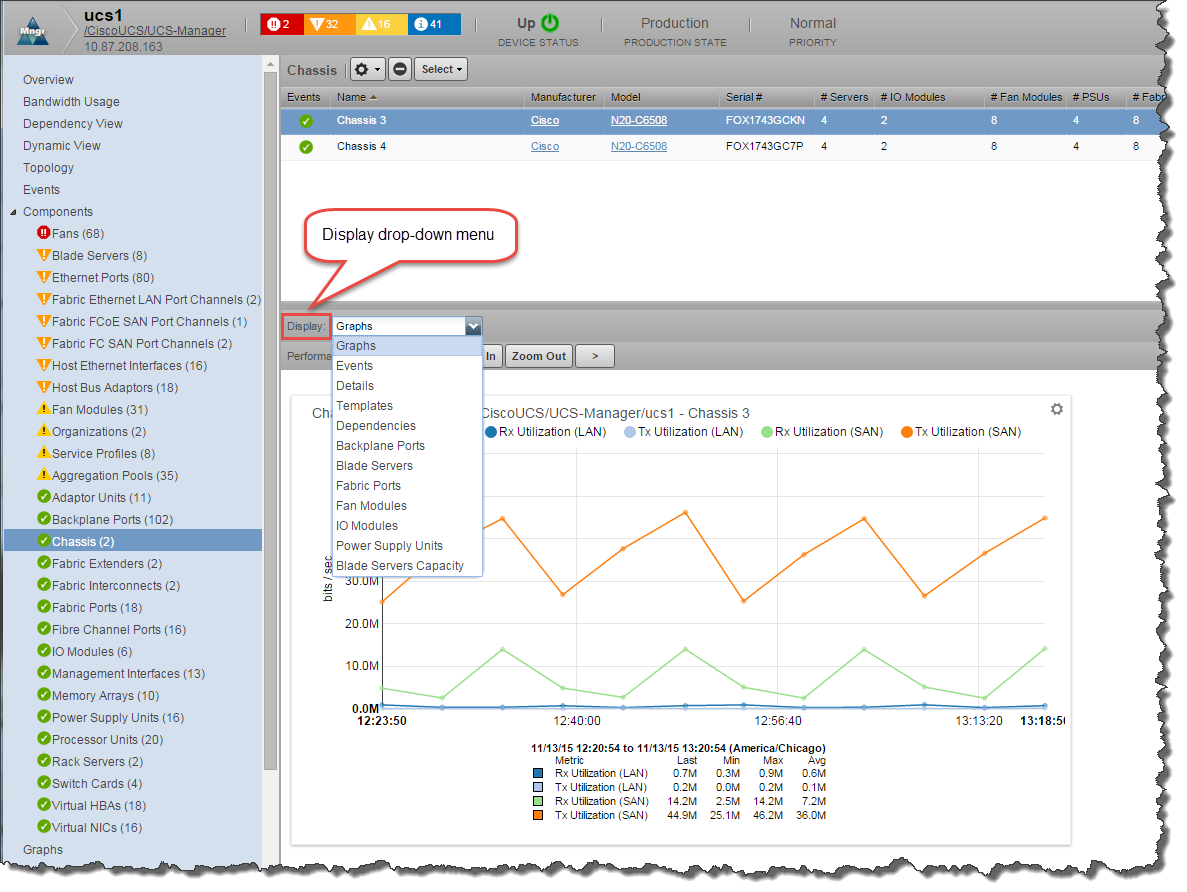 Mngr
ucs1
/CiscoUCS/UCS-Manager
10.87.208.163
2 32 16 41
Up
DEVICE STATUS
Production
PRODUCTION STATE
Normal
PRIORITY
Overview
Bandwidth Usage
Dependency View
Dynamic View
Topology
Events
Components
Fans (68)
Blade Servers (8)
Ethernet Ports (80)
Fabric Ethernet LAN Port Channels (2)
Fabric FCoE SAN Port Channels (1)
Fabric FC SAN Port Channels (2)
Host Ethernet Interfaces (16)
Host Bus Adaptors (18)
Fan Modules (31)
Organizations (2)
Service Profiles (8)
Aggregation Pools (35)
Adaptor Units (11)
Backplane Ports (102)
Chassis (2)
Fabric Extenders (2)
Fabric Interconnects (2)
Fabric Ports (18)
Fibre Channel Ports (16)
IO Modules (6)
Management Interfaces (13)
Memory Arrays (10)
Power Supply Units (16)
Processor Units (20)
Rack Servers (2)
Switch Cards (4)
Virtual HBAs (18)
Virtual NICs (16)
Graphs
Chassis Select
Events Name Manufacturer Model Serial # # Servers # IO Modules # Fan Modules # PSUs # Fabr
Chassis 3 Cisco N20-C6508 FOX1743GCKN 4 2 8 4 8
Chassis 4 Cisco N20-C6508 FOX1743GC7P 4 2 8 4 8
Display drop-down menu
Display: Graphs
Performa In Zoom Out >
Graphs
Events
Details
Templates
Dependencies
Backplane Ports
Blade Servers
Fabric Ports
Fan Modules
IO Modules
Power Supply Units
Blade Servers Capacity
Cha CiscoUCS/UCS-Manager/ucs1 - Chassis 3
Rx Utilization (LAN) Tx Utilization (LAN) Rx Utilization (SAN) Tx Utilization (SAN)
bits / sec
30.0M
20.0M
10.0M
0.0M
12:23:50 12:40:00 12:56:40 13:13:20 13:18:50
11/13/15 12:20:54 to 11/13/15 13:20:54 (America/Chicago)
Metric Last Min Max Avg
Rx Utilization (LAN) 0.7M 0.3M 0.9M 0.6M
Tx Utilization (LAN) 0.2M 0.0M 0.2M 0.1M
Rx Utilization (SAN) 14.2M 2.5M 14.2M 7.2M
Tx Utilization (SAN) 44.9M 25.1M 46.2M 36.0M